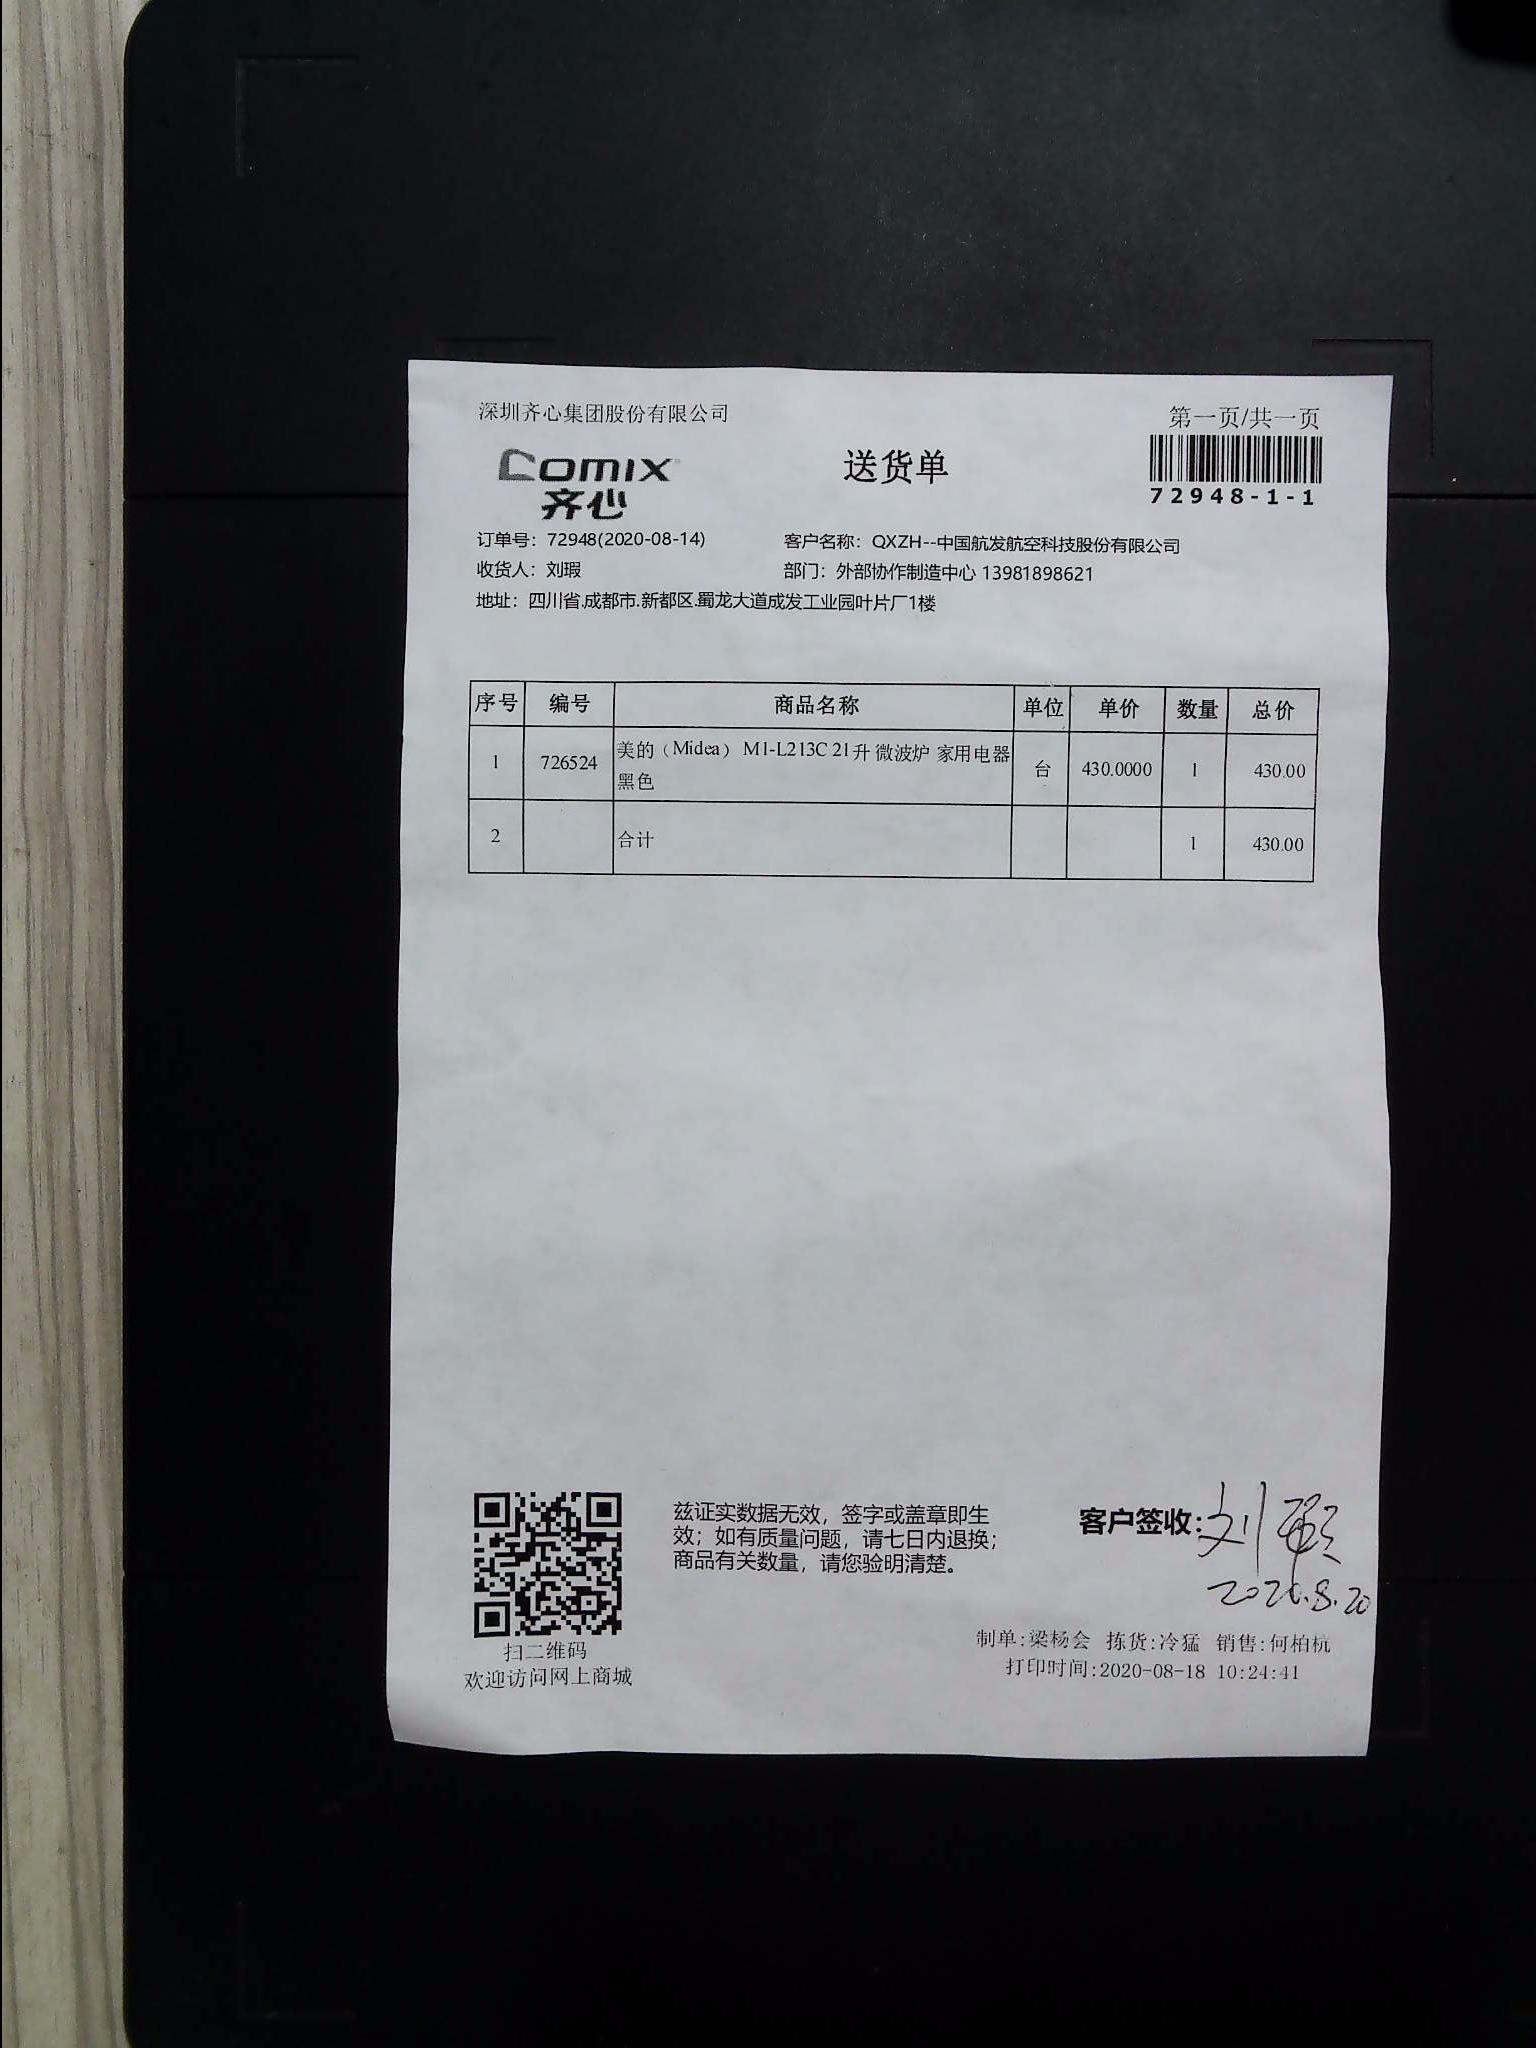 深圳齐心集团股份有限公司
第一页/共一页
comix
齐心
送货单
72948-1-1
订单号：72948(2020-08-14) 客户名称：QXZH--中国航发航空科技股份有限公司
收货人：刘瑕 部门：外部协作制造中心 13981898621
地址：四川省.成都市.新都区.蜀龙大道成发工业园叶片厂1楼
序号 编号 商品名称 单位 单价 数量 总价
1 726524 美的（Midea） M1-L213C 21升 微波炉 家用电器 黑色 台 430.0000 1 430.00
2 合计 1 430.00
扫二维码
欢迎访问网上商城
兹证实数据无效，签字或盖章即生
效；如有质量问题，请七日内退换；
商品有关数量，请您验明清楚。
客户签收：刘
2020.8.20
制单:梁杨会 拣货:冷猛 销售:何柏杭
打印时间:2020-08-18 10:24:41